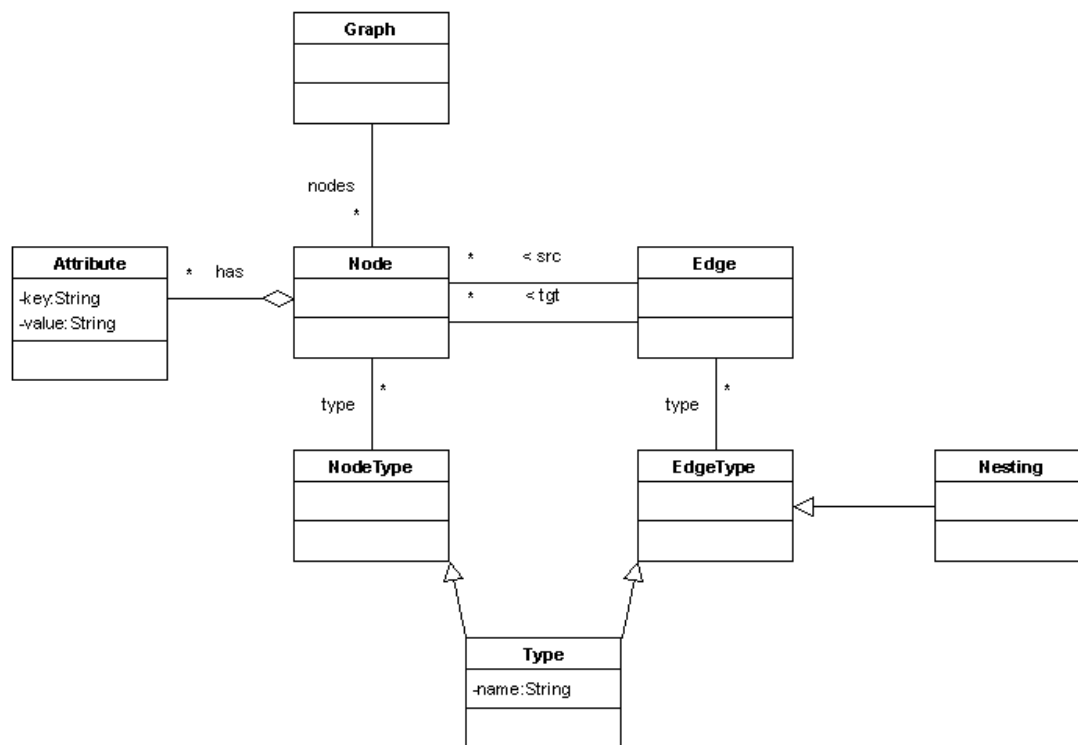 Graph
nodes
*
Attribute
-key:String
-value:String
* has
Node
* < src
* < tgt
Edge
*
type
*
type
NodeType
EdgeType
Nesting
Type
-name:String